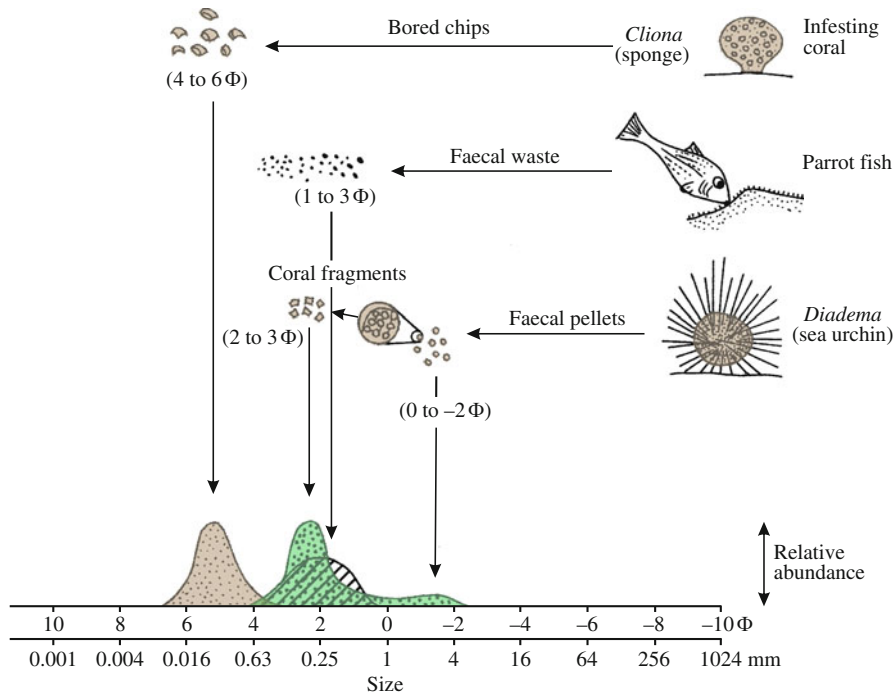 Bored chips
Cliona
(sponge)
Infesting
coral
(4 to 6 Φ)
Faecal waste
Parrot fish
(1 to 3 Φ)
Coral fragments
Faecal pellets
Diadema
(sea urchin)
(2 to 3 Φ)
(0 to –2 Φ)
Relative
abundance
10 8 6 4 2 0 –2 –4 –6 –8 –10 Φ
0.001 0.004 0.016 0.63 0.25 1 4 16 64 256 1024 mm
Size